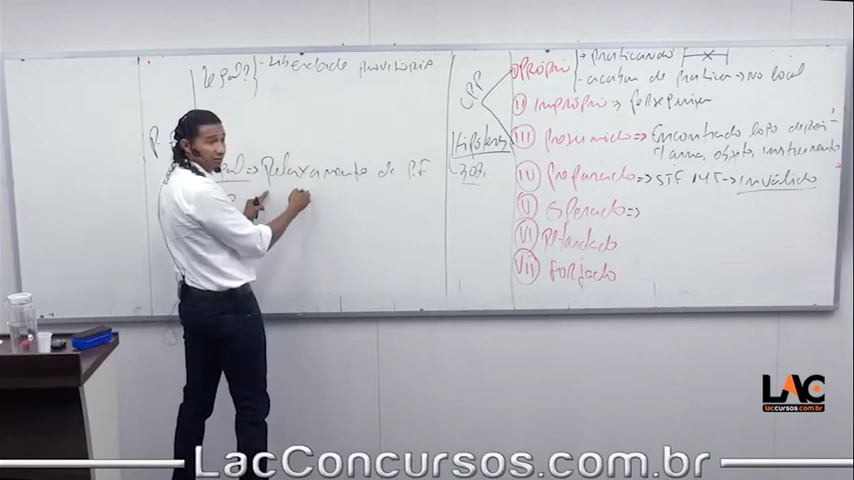 legal? - Liberdade provisória
Relaxamento de P.F
Hipóteses
302
I Próprio → praticando
- acabou de praticar → No local
II impróprio ⇒ perseguição
III presumido ⇒ Encontrado logo depois
arma, objeto, instrumento
IV preparado ⇒ STF 145 → inválido
V Esperado ⇒
VI Retardado
VII Forjado
LAC
laccursos.com.br
LacConcursos.com.br